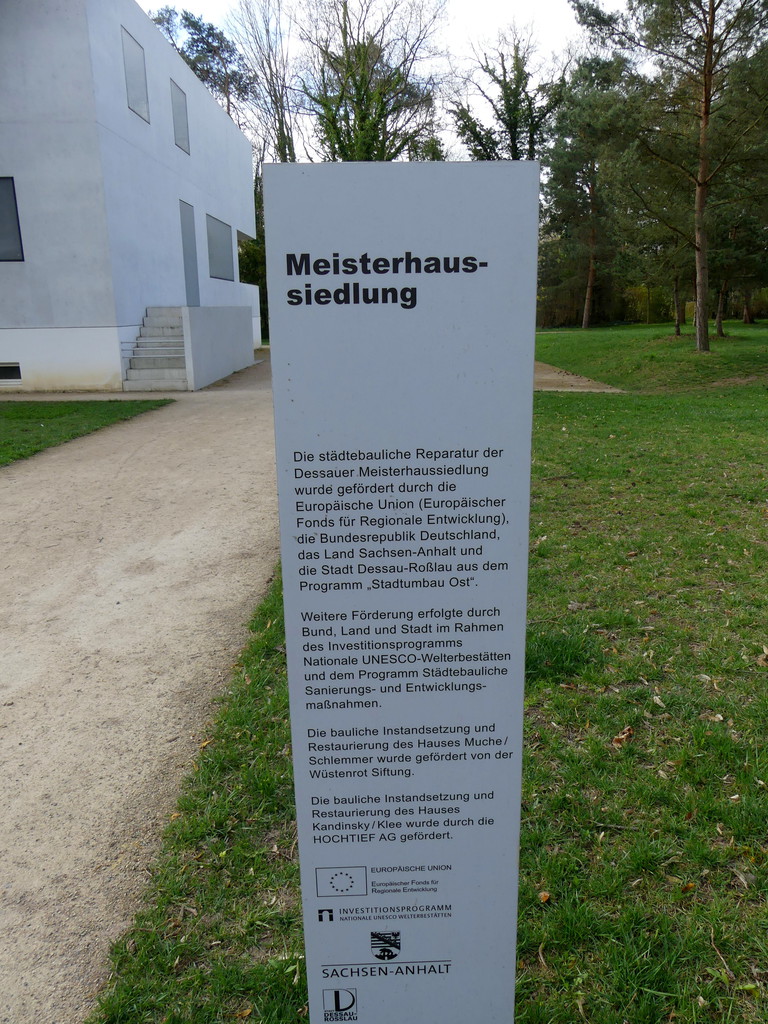 Meisterhaus-
siedlung
Die städtebauliche Reparatur der
Dessauer Meisterhaussiedlung
wurde gefördert durch die
Europäische Union (Europäischer
Fonds für Regionale Entwicklung),
die Bundesrepublik Deutschland,
das Land Sachsen-Anhalt und
die Stadt Dessau-Roßlau aus dem
Programm „Stadtumbau Ost“.
Weitere Förderung erfolgte durch
Bund, Land und Stadt im Rahmen
des Investitionsprogramms
Nationale UNESCO-Welterbestätten
und dem Programm Städtebauliche
Sanierungs- und Entwicklungs-
maßnahmen.
Die bauliche Instandsetzung und
Restaurierung des Hauses Muche/
Schlemmer wurde gefördert von der
Wüstenrot Siftung.
Die bauliche Instandsetzung und
Restaurierung des Hauses
Kandinsky/Klee wurde durch die
HOCHTIEF AG gefördert.
EUROPÄISCHE UNION
Europäischer Fonds für
Regionale Entwicklung
INVESTITIONSPROGRAMM
NATIONALE UNESCO WELTERBESTÄTTEN
SACHSEN-ANHALT
D
DESSAU-
ROSSLAU